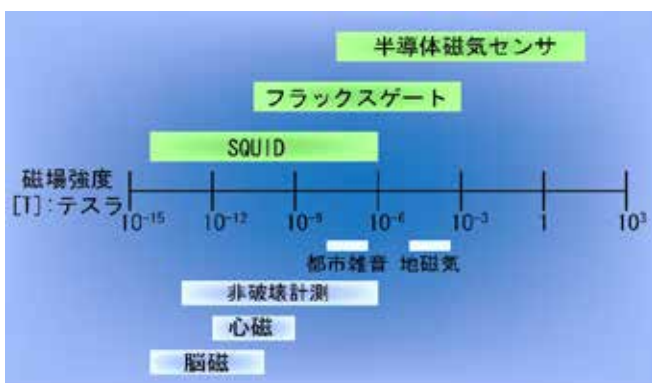 半導体磁気センサ
フラックスゲート
SQUID
磁場強度
[T]:テスラ
10⁻¹⁵ 10⁻¹² 10⁻⁹ 10⁻⁶ 10⁻³ 1 10³
都市雑音 地磁気
非破壊計測
心磁
脳磁